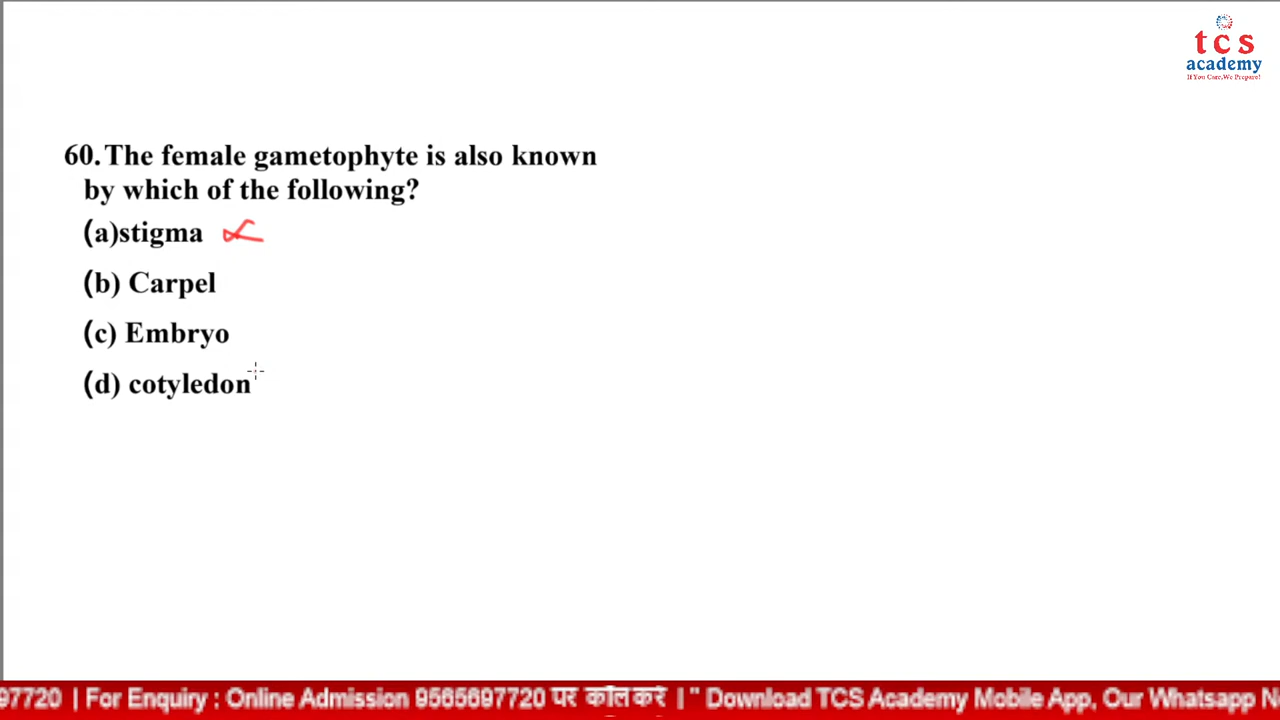 tcs
academy
If You Care,We Prepare!
60. The female gametophyte is also known
by which of the following?
(a)stigma
(b) Carpel
(c) Embryo
(d) cotyledon
97720 | For Enquiry : Online Admission 9565697720 पर कॉल करें | " Download TCS Academy Mobile App, Our Whatsapp N